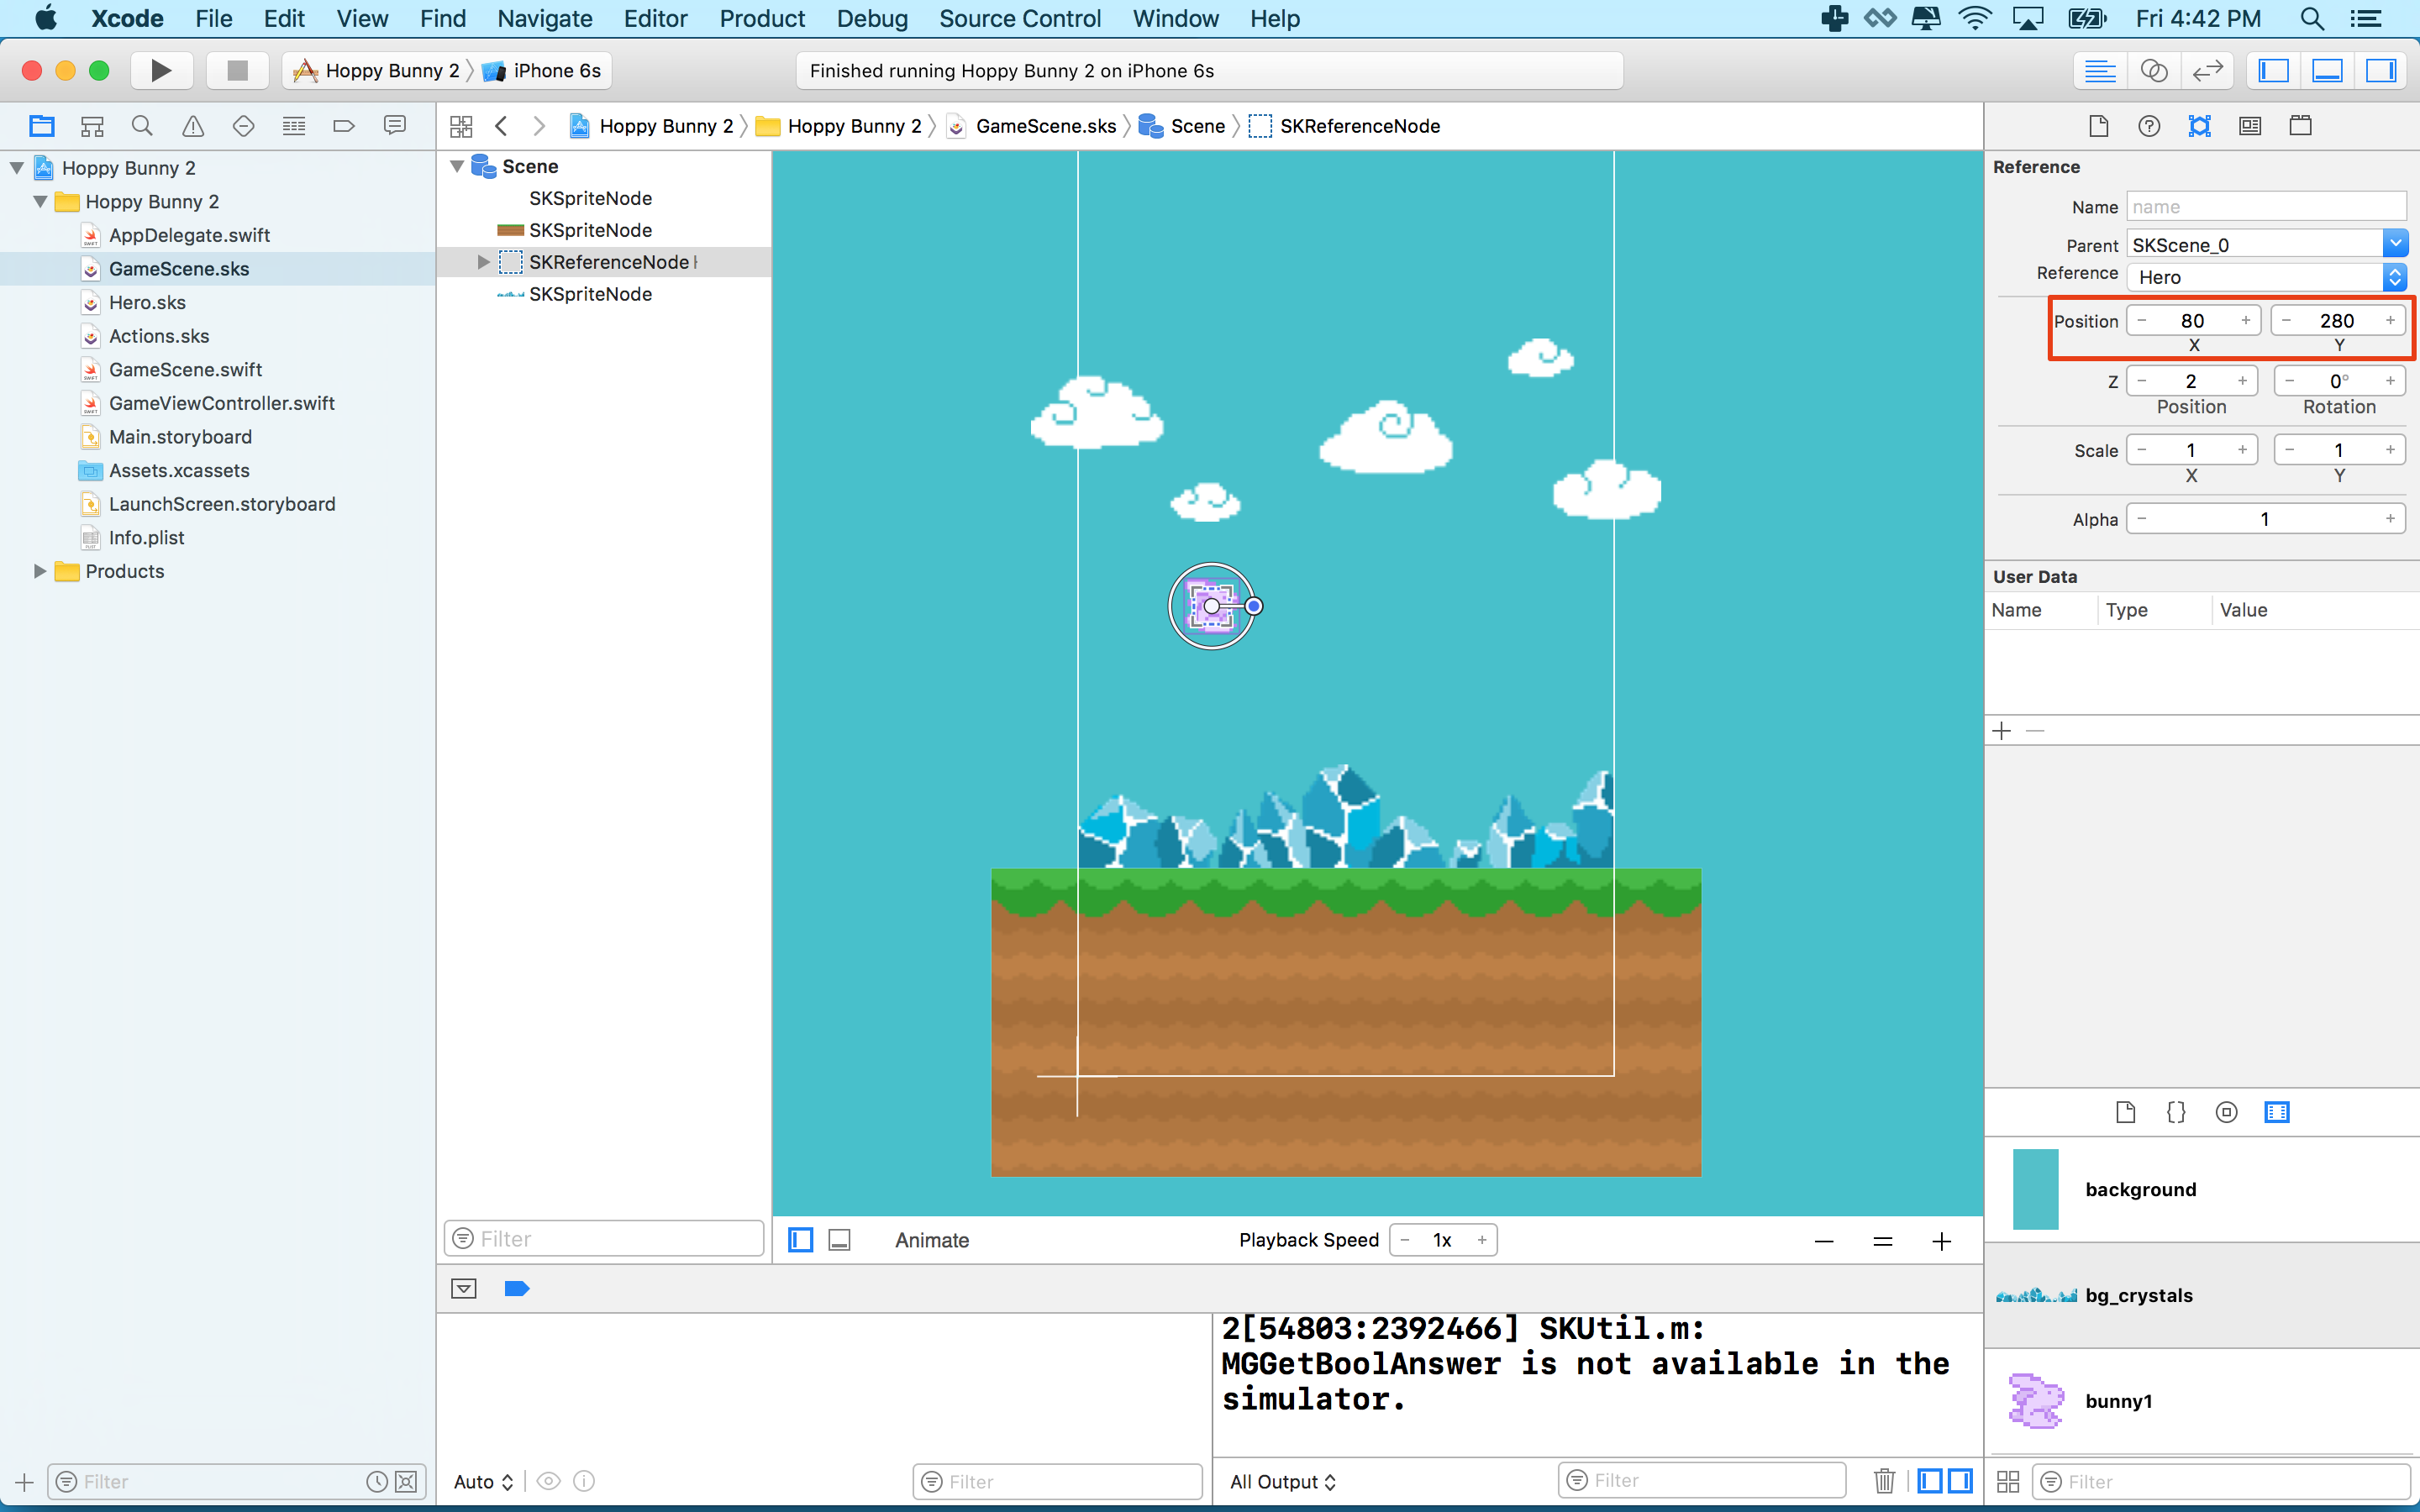 Xcode File Edit View Find Navigate Editor Product Debug Source Control Window Help Fri 4:42 PM
Hoppy Bunny 2 iPhone 6s
Finished running Hoppy Bunny 2 on iPhone 6s
Hoppy Bunny 2 Hoppy Bunny 2 GameScene.sks Scene SKReferenceNode
Hoppy Bunny 2
Hoppy Bunny 2
AppDelegate.swift
GameScene.sks
Hero.sks
Actions.sks
GameScene.swift
GameViewController.swift
Main.storyboard
Assets.xcassets
LaunchScreen.storyboard
Info.plist
Products
Filter
Scene
SKSpriteNode
SKSpriteNode
SKReferenceNode
SKSpriteNode
Filter
Animate
Playback Speed − 1x +
Auto
Filter
2[54803:2392466] SKUtil.m:
MGGetBoolAnswer is not available in the
simulator.
All Output
Filter
Reference
Name name
Parent SKScene_0
Reference Hero
Position − 80 + − 280 +
X Y
Z − 2 + − 0° +
Position Rotation
Scale − 1 + − 1 +
X Y
Alpha − 1 +
User Data
Name Type Value
background
bg_crystals
bunny1
Filter